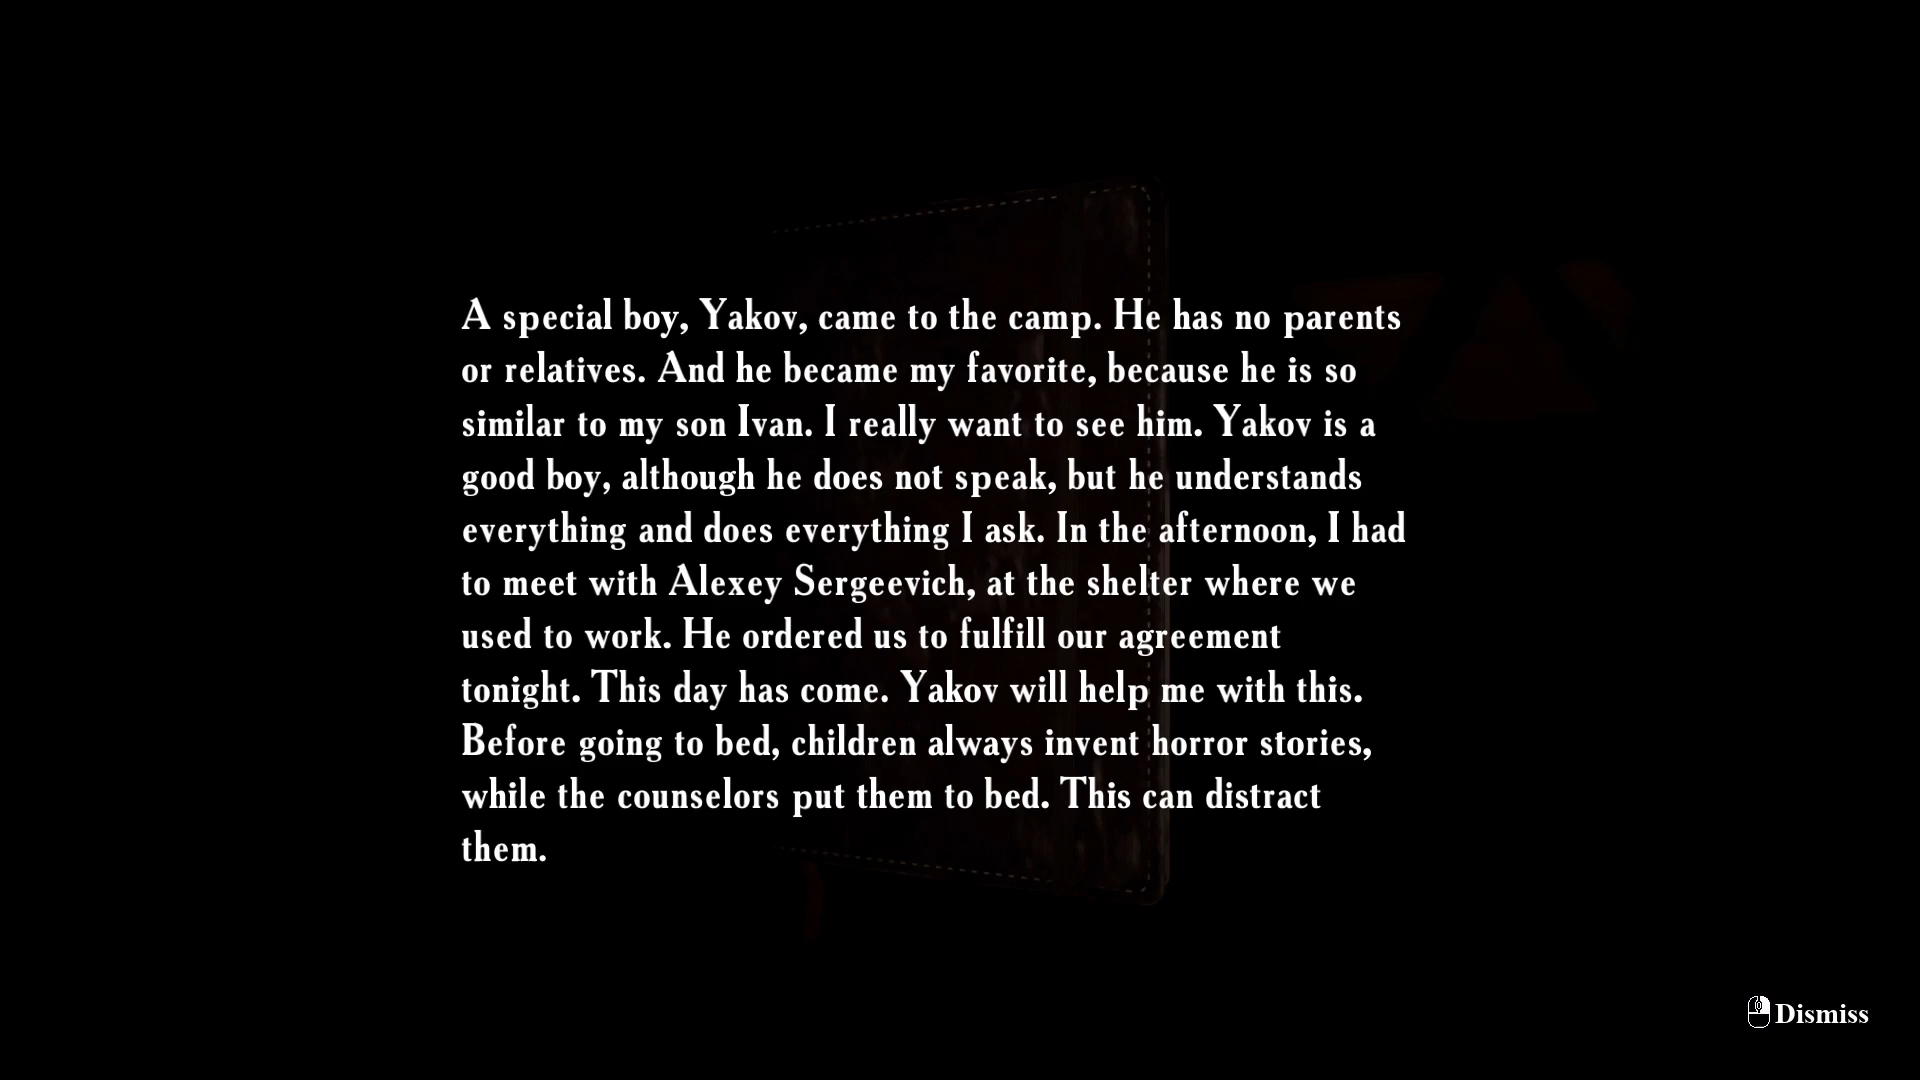 A special boy, Yakov, came to the camp. He has no parents
or relatives. And he became my favorite, because he is so
similar to my son Ivan. I really want to see him. Yakov is a
good boy, although he does not speak, but he understands
everything and does everything I ask. In the afternoon, I had
to meet with Alexey Sergeevich, at the shelter where we
used to work. He ordered us to fulfill our agreement
tonight. This day has come. Yakov will help me with this.
Before going to bed, children always invent horror stories,
while the counselors put them to bed. This can distract
them.
Dismiss